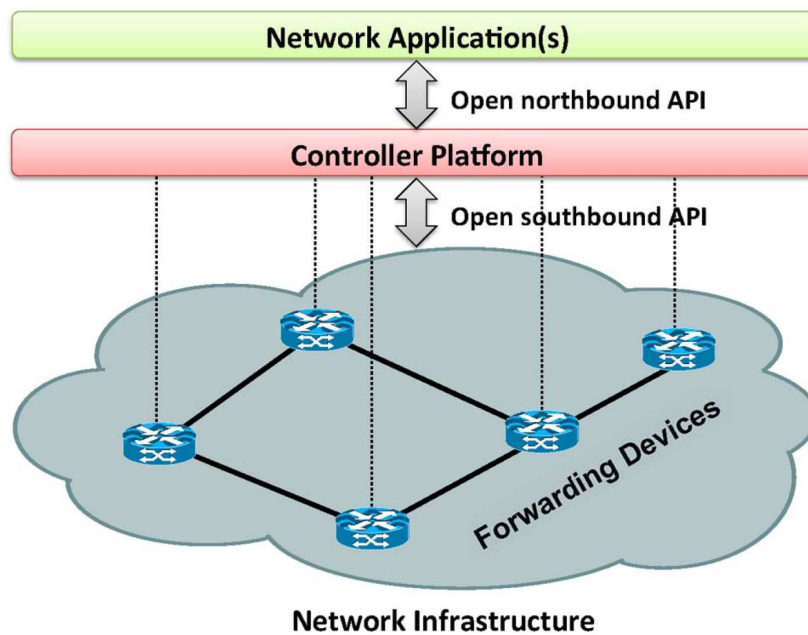 Network Application(s)
Open northbound API
Controller Platform
Open southbound API
Forwarding Devices
Network Infrastructure